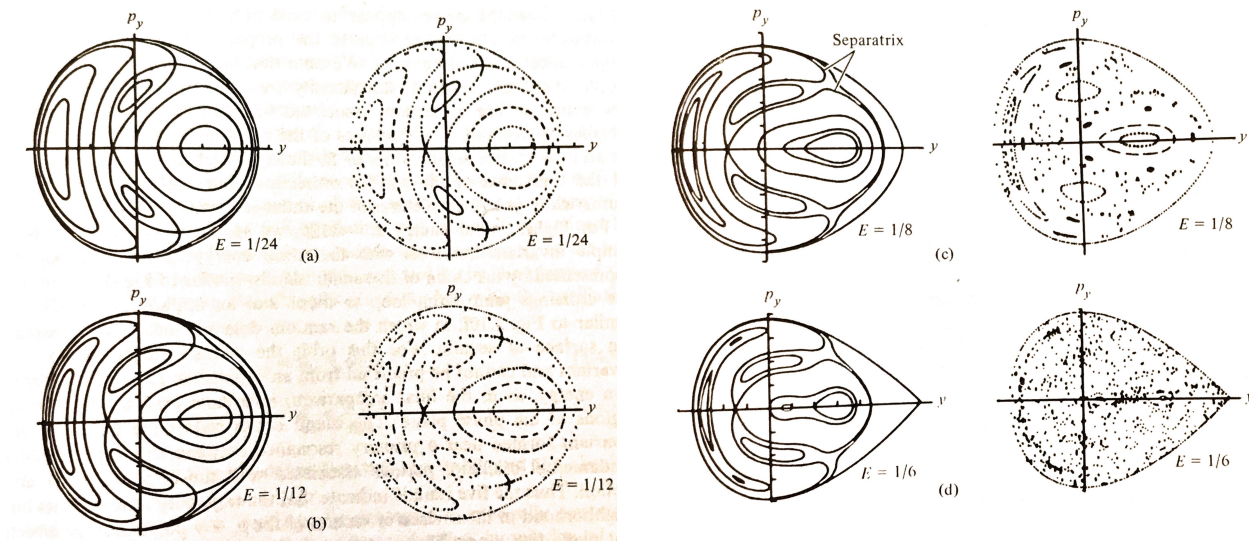 p_y
y
E = 1/24
p_y
y
E = 1/24
(a)
p_y
y
E = 1/12
p_y
y
E = 1/12
(b)
p_y
Separatrix
y
E = 1/8
p_y
y
E = 1/8
(c)
p_y
y
E = 1/6
p_y
y
E = 1/6
(d)